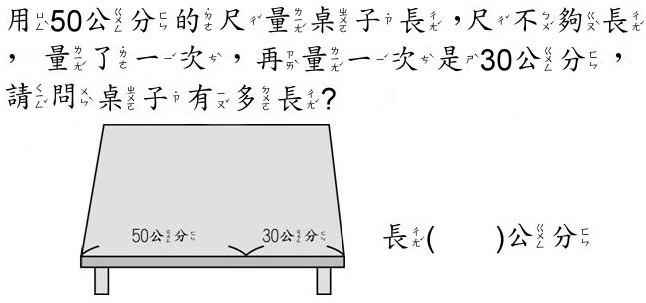 用50公分的尺量桌子長，尺不夠長
，量了一次，再量一次是30公分，
請問桌子有多長?
50公分 30公分
長( )公分